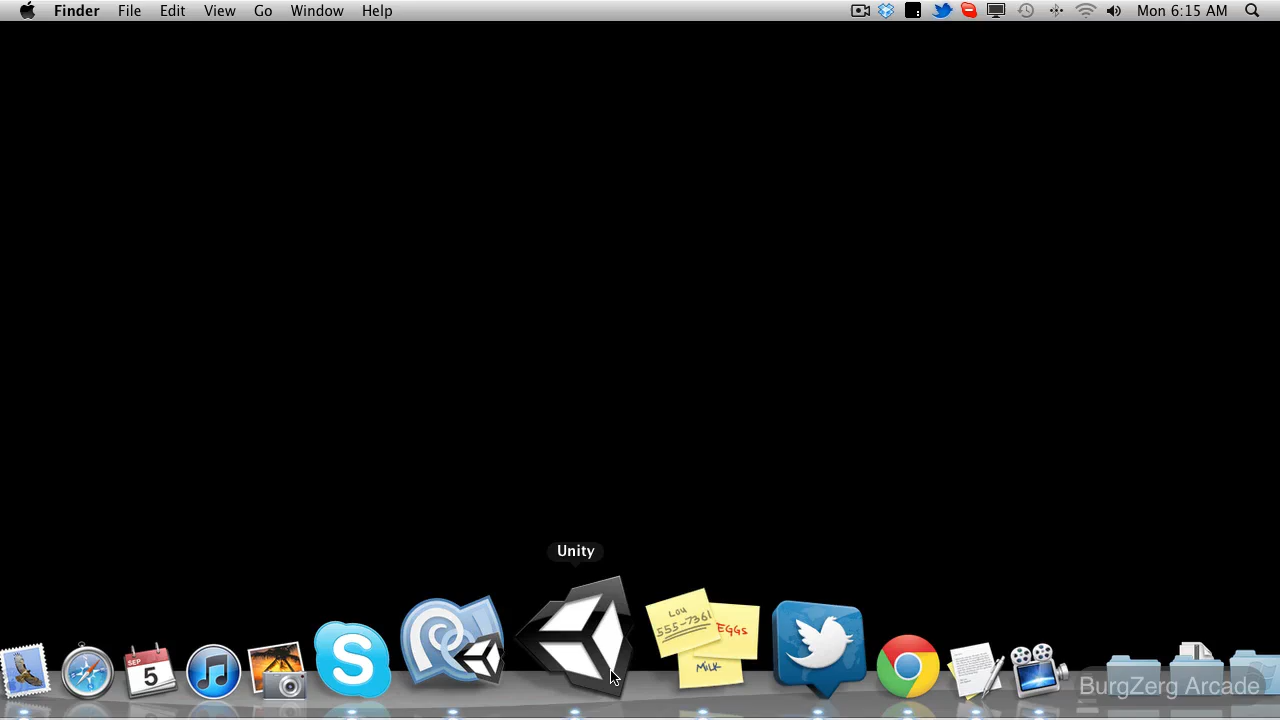 Finder File Edit View Go Window Help Mon 6:15 AM
Unity
Lou
555-7361
EGGS
MILK
SEP
5
S
BurgZerg Arcade